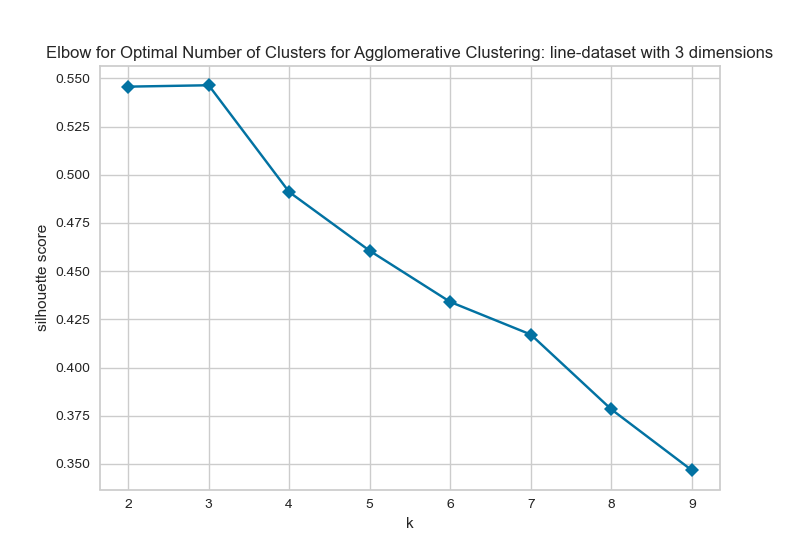 Elbow for Optimal Number of Clusters for Agglomerative Clustering: line-dataset with 3 dimensions
0.550
0.525
0.500
0.475
0.450
0.425
0.400
0.375
0.350
silhouette score
2 3 4 5 6 7 8 9
k